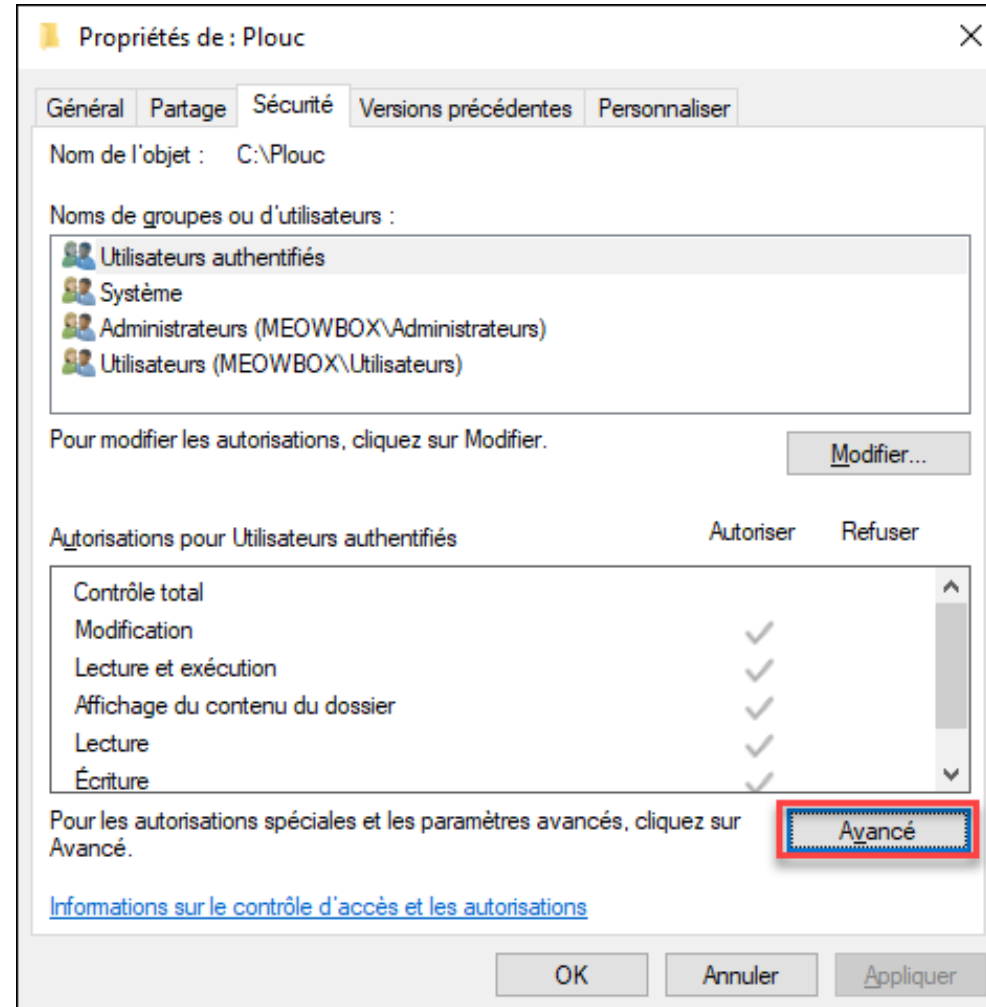 Propriétés de : Plouc
Général Partage Sécurité Versions précédentes Personnaliser
Nom de l'objet : C:\Plouc
Noms de groupes ou d'utilisateurs :
Utilisateurs authentifiés
Système
Administrateurs (MEOWBOX\Administrateurs)
Utilisateurs (MEOWBOX\Utilisateurs)
Pour modifier les autorisations, cliquez sur Modifier.
Modifier...
Autorisations pour Utilisateurs authentifiés Autoriser Refuser
Contrôle total
Modification
Lecture et exécution
Affichage du contenu du dossier
Lecture
Écriture
Pour les autorisations spéciales et les paramètres avancés, cliquez sur
Avancé.
Avancé
Informations sur le contrôle d'accès et les autorisations
OK Annuler Appliquer